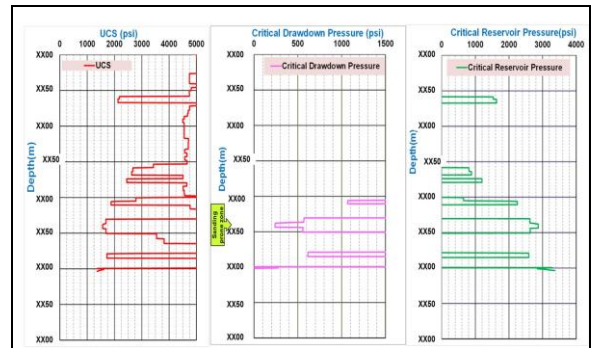 UCS (psi)
0 1000 2000 3000 4000 5000
XX00
UCS
XX50
XX00
XX50
XX00
XX50
XX00
XX50
XX00
Depth(m)
Critical Drawdown Pressure (psi)
0 500 1000 1500
XX00
Critical Drawdown Pressure
XX50
XX00
XX50
XX00
XX50
XX00
XX50
XX00
Depth(m)
Sanding
prone zone
Critical Reservoir Pressure(psi)
0 1000 2000 3000 4000
XX00
Critical Reservoir Pressure
XX50
XX00
XX50
XX00
XX50
XX00
XX50
XX00
Depth(m)